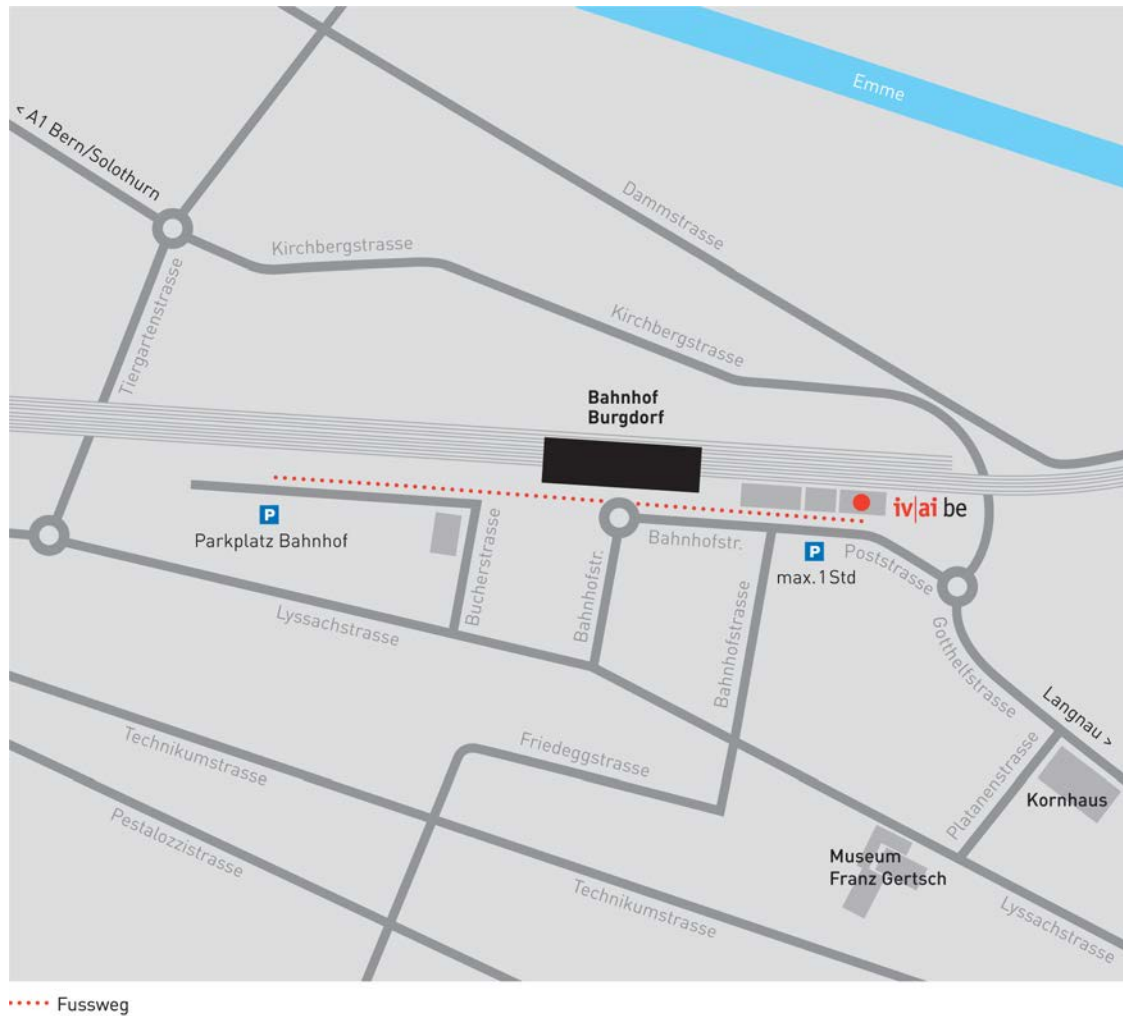 Emme
< A1 Bern/Solothurn
Dammstrasse
Kirchbergstrasse
Kirchbergstrasse
Tiergartenstrasse
Bahnhof
Burgdorf
iv|ai be
P
Parkplatz Bahnhof
Bucherstrasse
Bahnhofstr.
Bahnhofstr.
P
max. 1 Std
Poststrasse
Lyssachstrasse
Bahnhofstrasse
Gotthelfstrasse
Langnau >
Technikumstrasse
Friedeggstrasse
Platanenstrasse
Kornhaus
Pestalozzistrasse
Museum
Franz Gertsch
Technikumstrasse
Lyssachstrasse
Fussweg